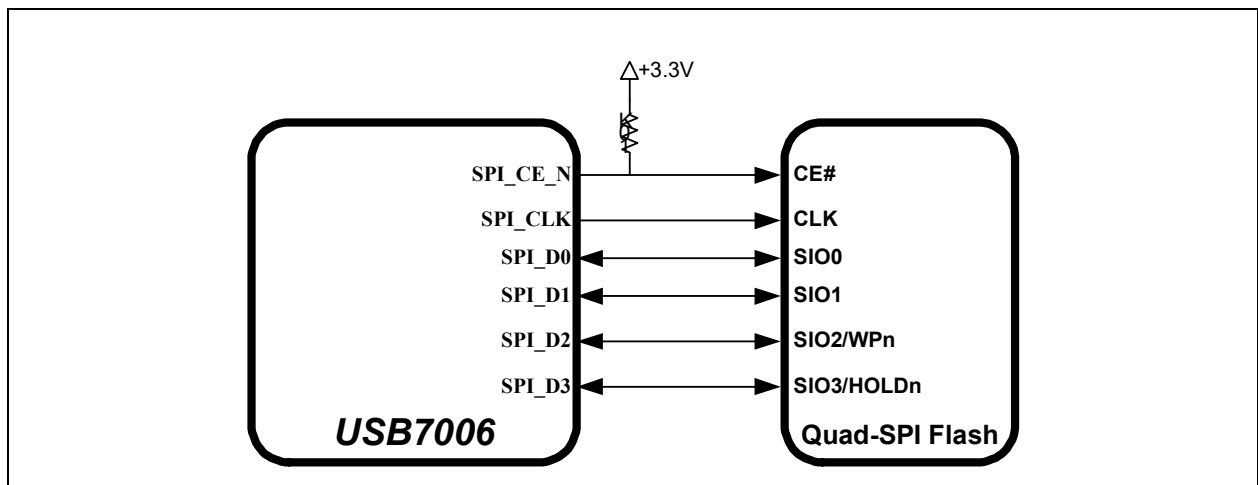 +3.3V
SPI_CE_N
CE#
SPI_CLK
CLK
SPI_D0
SIO0
SPI_D1
SIO1
SPI_D2
SIO2/WPn
SPI_D3
SIO3/HOLDn
USB7006
Quad-SPI Flash